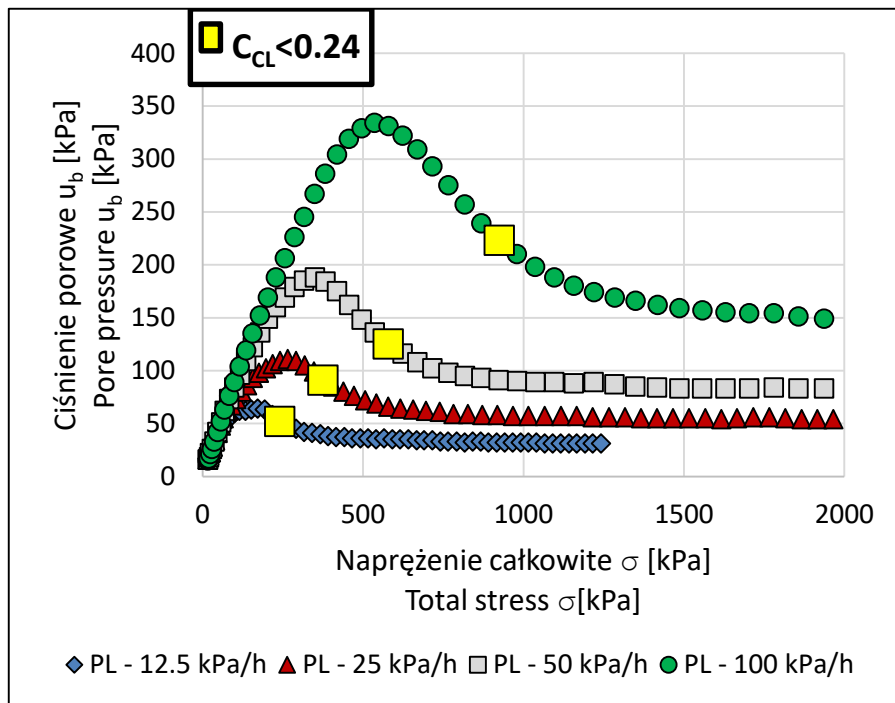 C_CL<0.24
Ciśnienie porowe u_b [kPa]
Pore pressure u_b [kPa]
400
350
300
250
200
150
100
50
0
0 500 1000 1500 2000
Naprężenie całkowite σ [kPa]
Total stress σ[kPa]
PL - 12.5 kPa/h PL - 25 kPa/h PL - 50 kPa/h PL - 100 kPa/h